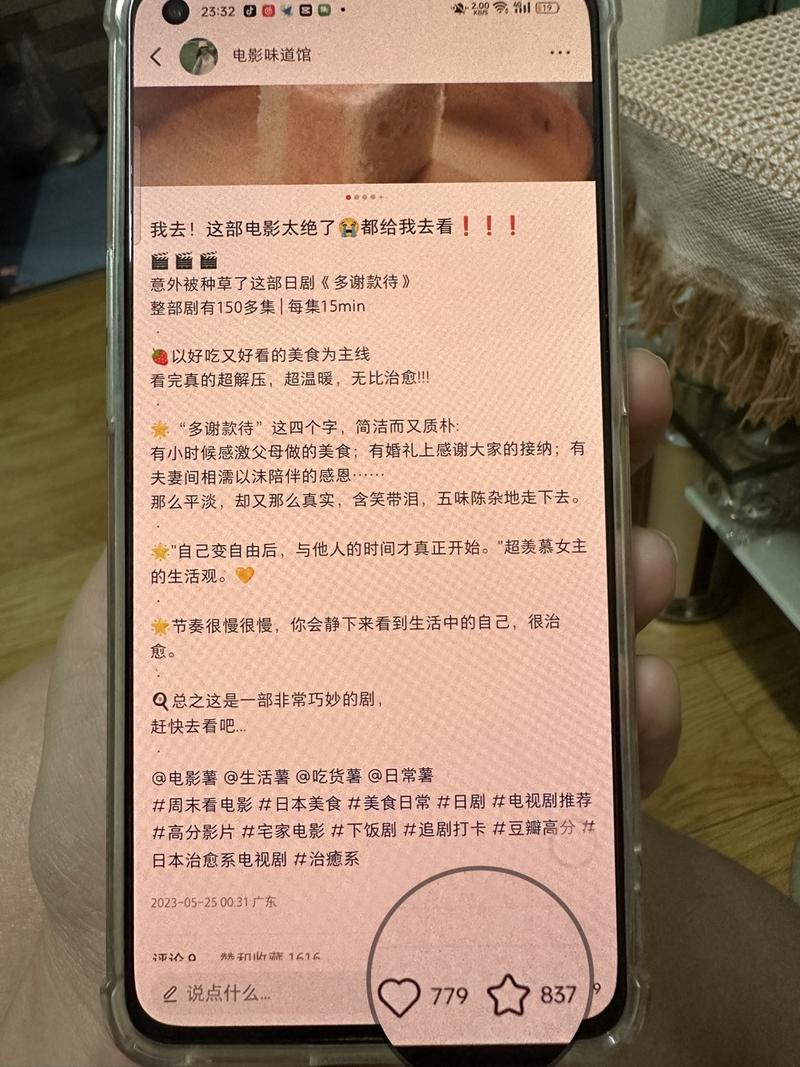 23:32
2.00
KB/S
19
电影味道馆
我去！这部电影太绝了😭都给我去看❗❗❗
🎬🎬🎬
意外被种草了这部日剧《多谢款待》
整部剧有150多集|每集15min
.
🍓以好吃又好看的美食为主线
看完真的超解压，超温暖，无比治愈!!!
.
🌟 “多谢款待”这四个字，简洁而又质朴:
有小时候感激父母做的美食；有婚礼上感谢大家的接纳；有
夫妻间相濡以沫陪伴的感恩……
那么平淡，却又那么真实，含笑带泪，五味陈杂地走下去。
.
🌟"自己变自由后，与他人的时间才真正开始。"超羡慕女主
的生活观。🧡
.
🌟节奏很慢很慢，你会静下来看到生活中的自己，很治
愈。
.
🍳总之这是一部非常巧妙的剧，
赶快去看吧...
.
@电影薯 @生活薯 @吃货薯 @日常薯
#周末看电影 #日本美食 #美食日常 #日剧 #电视剧推荐
#高分影片 #宅家电影 #下饭剧 #追剧打卡 #豆瓣高分 #
日本治愈系电视剧 #治癒系
2023-05-25 00:31 广东
评论 9 赞和收藏 1616
说点什么... 779 837 9